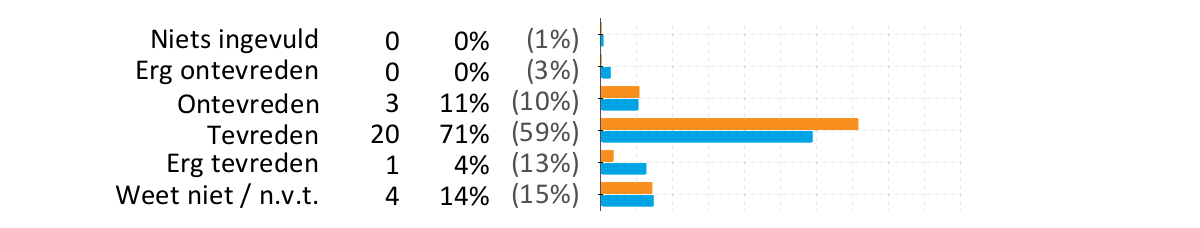 Niets ingevuld 0 0% (1%)
Erg ontevreden 0 0% (3%)
Ontevreden 3 11% (10%)
Tevreden 20 71% (59%)
Erg tevreden 1 4% (13%)
Weet niet / n.v.t. 4 14% (15%)